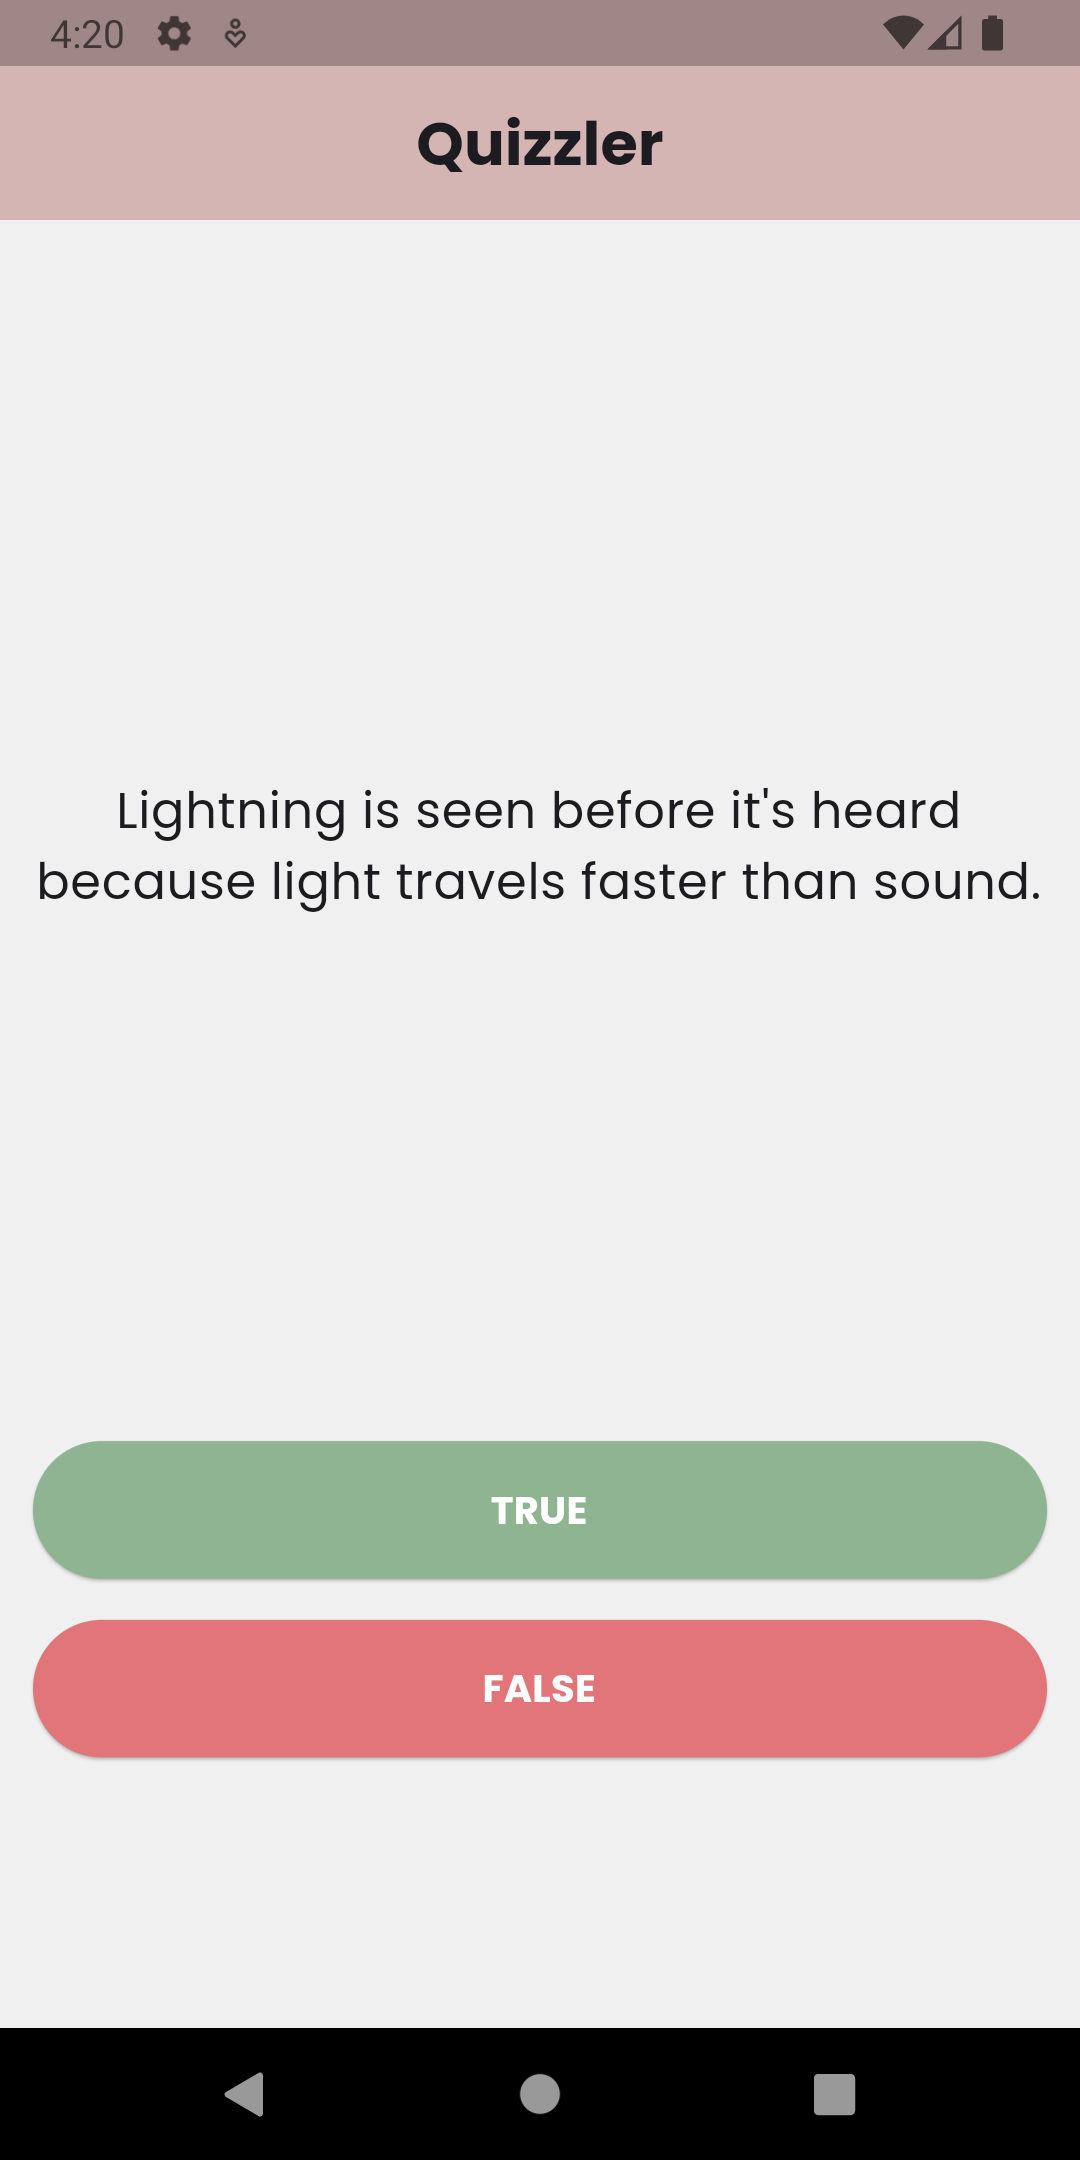 4:20
Quizzler
Lightning is seen before it's heard
because light travels faster than sound.
TRUE
FALSE